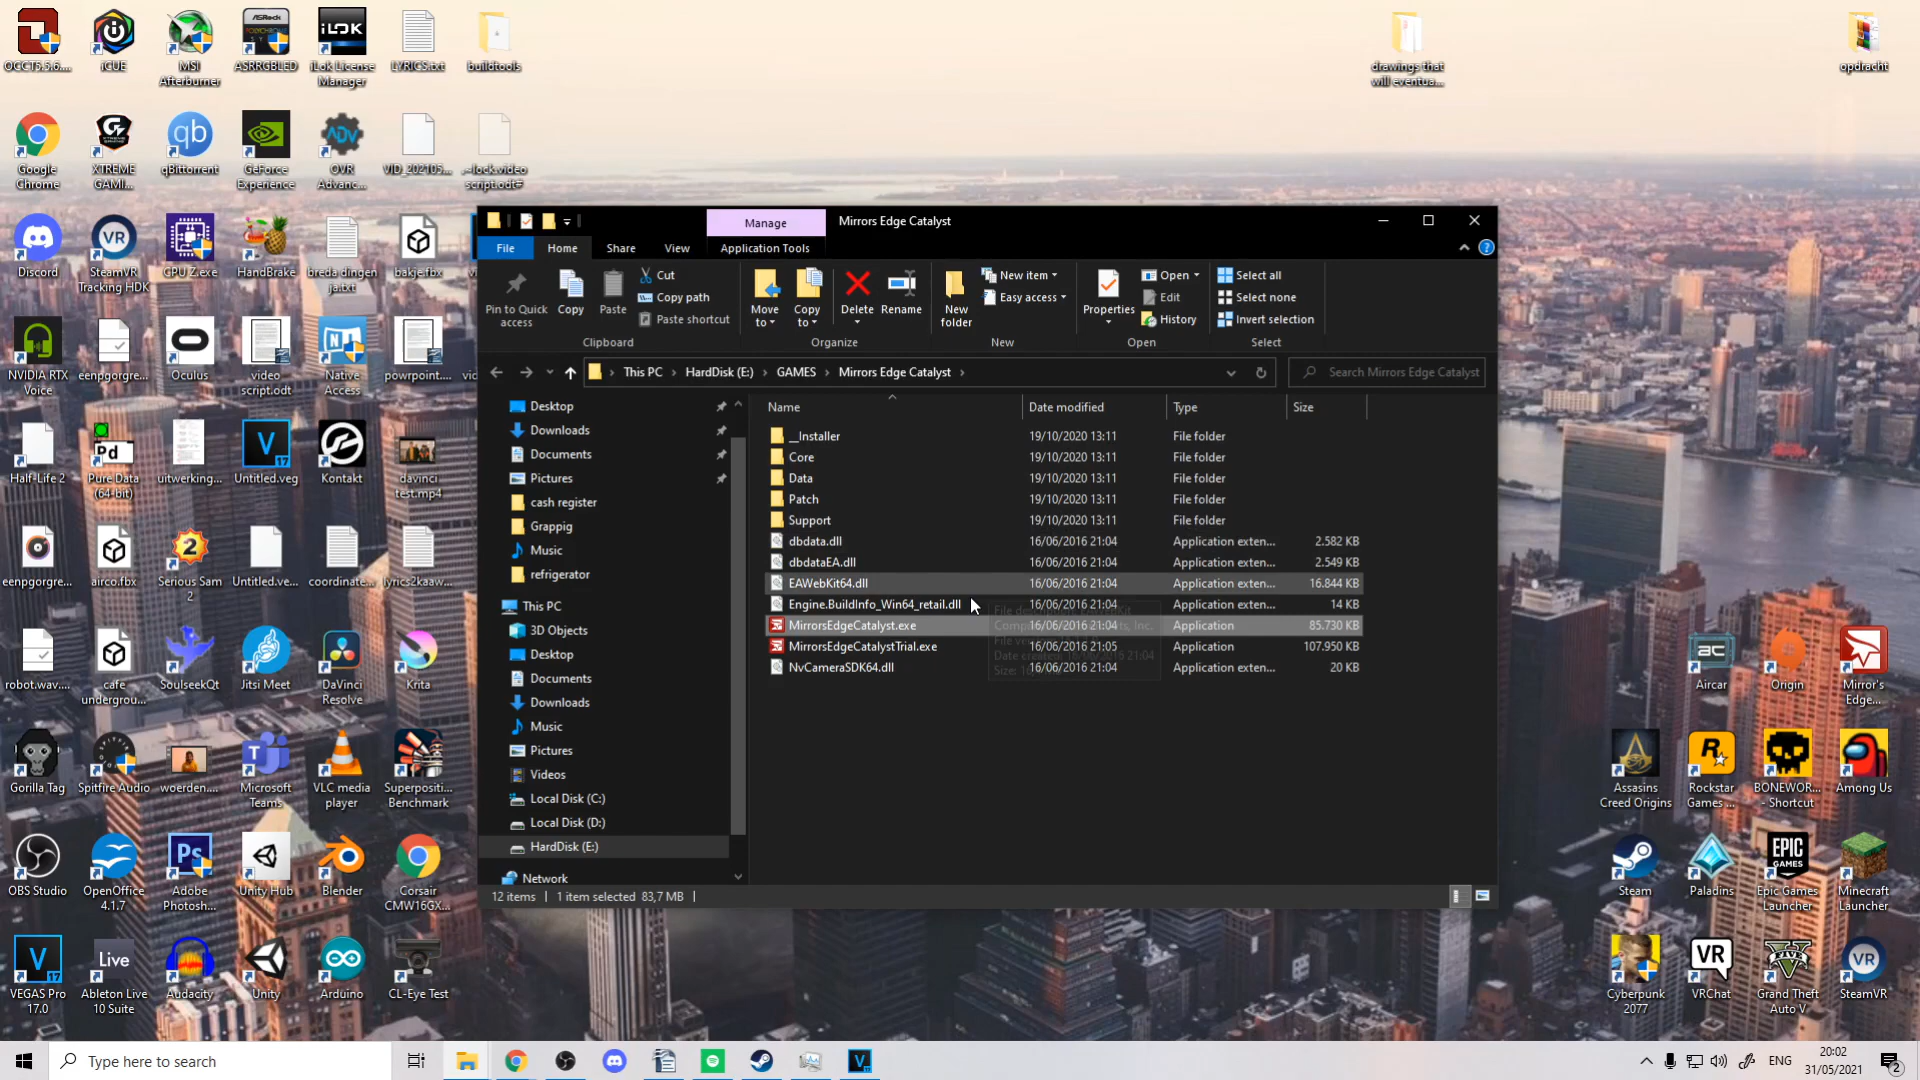 OCCT5.5.6....
iCUE
MSI
Afterburner
ASRRGBLED
iLok License
Manager
LYRICS.txt
buildtools
drawings that
will eventua...
opdracht
Google
Chrome
XTREME
GAMI...
qBittorrent
GeForce
Experience
OVR
Advanc...
VID_202105...
.~lock.video
script.odt#
Discord
SteamVR
Tracking HDK
GPU Z.exe
HandBrake
breda dingen
ja.txt
bakje.fbx
NVIDIA RTX
Voice
eenpgorgre...
Oculus
video
script.odt
Native
Access
powrpoint....
Half-Life 2
Pure Data
(64-bit)
uitwerking...
Untitled.veg
Kontakt
davinci
test.mp4
eenpgorgre...
airco.fbx
Serious Sam
2
Untitled.ve...
coordinate...
lyrics2kaaw...
robot.wav....
cafe
undergrou...
SoulseekQt
Jitsi Meet
DaVinci
Resolve
Krita
Gorilla Tag
Spitfire Audio
woerden....
Microsoft
Teams
VLC media
player
Superpositi...
Benchmark
OBS Studio
OpenOffice
4.1.7
Adobe
Photosh...
Unity Hub
Blender
Corsair
CMW16GX...
VEGAS Pro
17.0
Ableton Live
10 Suite
Audacity
Unity
Arduino
CL-Eye Test
Manage
Mirrors Edge Catalyst
File
Home
Share
View
Application Tools
Pin to Quick
access
Copy
Paste
Cut
Copy path
Paste shortcut
Move
to
Copy
to
Delete
Rename
New
folder
New item
Easy access
Properties
Open
Edit
History
Select all
Select none
Invert selection
Clipboard
Organize
New
Open
Select
This PC
HardDisk (E:)
GAMES
Mirrors Edge Catalyst
Search Mirrors Edge Catalyst
Name
Date modified
Type
Size
Desktop
Downloads
Documents
Pictures
cash register
Grappig
Music
refrigerator
This PC
3D Objects
Desktop
Documents
Downloads
Music
Pictures
Videos
Local Disk (C:)
Local Disk (D:)
HardDisk (E:)
Network
__Installer 19/10/2020 13:11 File folder
Core 19/10/2020 13:11 File folder
Data 19/10/2020 13:11 File folder
Patch 19/10/2020 13:11 File folder
Support 19/10/2020 13:11 File folder
dbdata.dll 16/06/2016 21:04 Application exten... 2.582 KB
dbdataEA.dll 16/06/2016 21:04 Application exten... 2.549 KB
EAWebKit64.dll 16/06/2016 21:04 Application exten... 16.844 KB
Engine.BuildInfo_Win64_retail.dll 16/06/2016 21:04 Application exten... 14 KB
MirrorsEdgeCatalyst.exe 16/06/2016 21:04 Application 85.730 KB
MirrorsEdgeCatalystTrial.exe 16/06/2016 21:05 Application 107.950 KB
NvCameraSDK64.dll 16/06/2016 21:04 Application exten... 20 KB
12 items
1 item selected 83,7 MB
Aircar
Origin
Mirror's
Edge...
Assasins
Creed Origins
Rockstar
Games ...
BONEWOR...
- Shortcut
Among Us
Steam
Paladins
Epic Games
Launcher
Minecraft
Launcher
Cyberpunk
2077
VRChat
Grand Theft
Auto V
SteamVR
Type here to search
ENG
20:02
31/05/2021
2